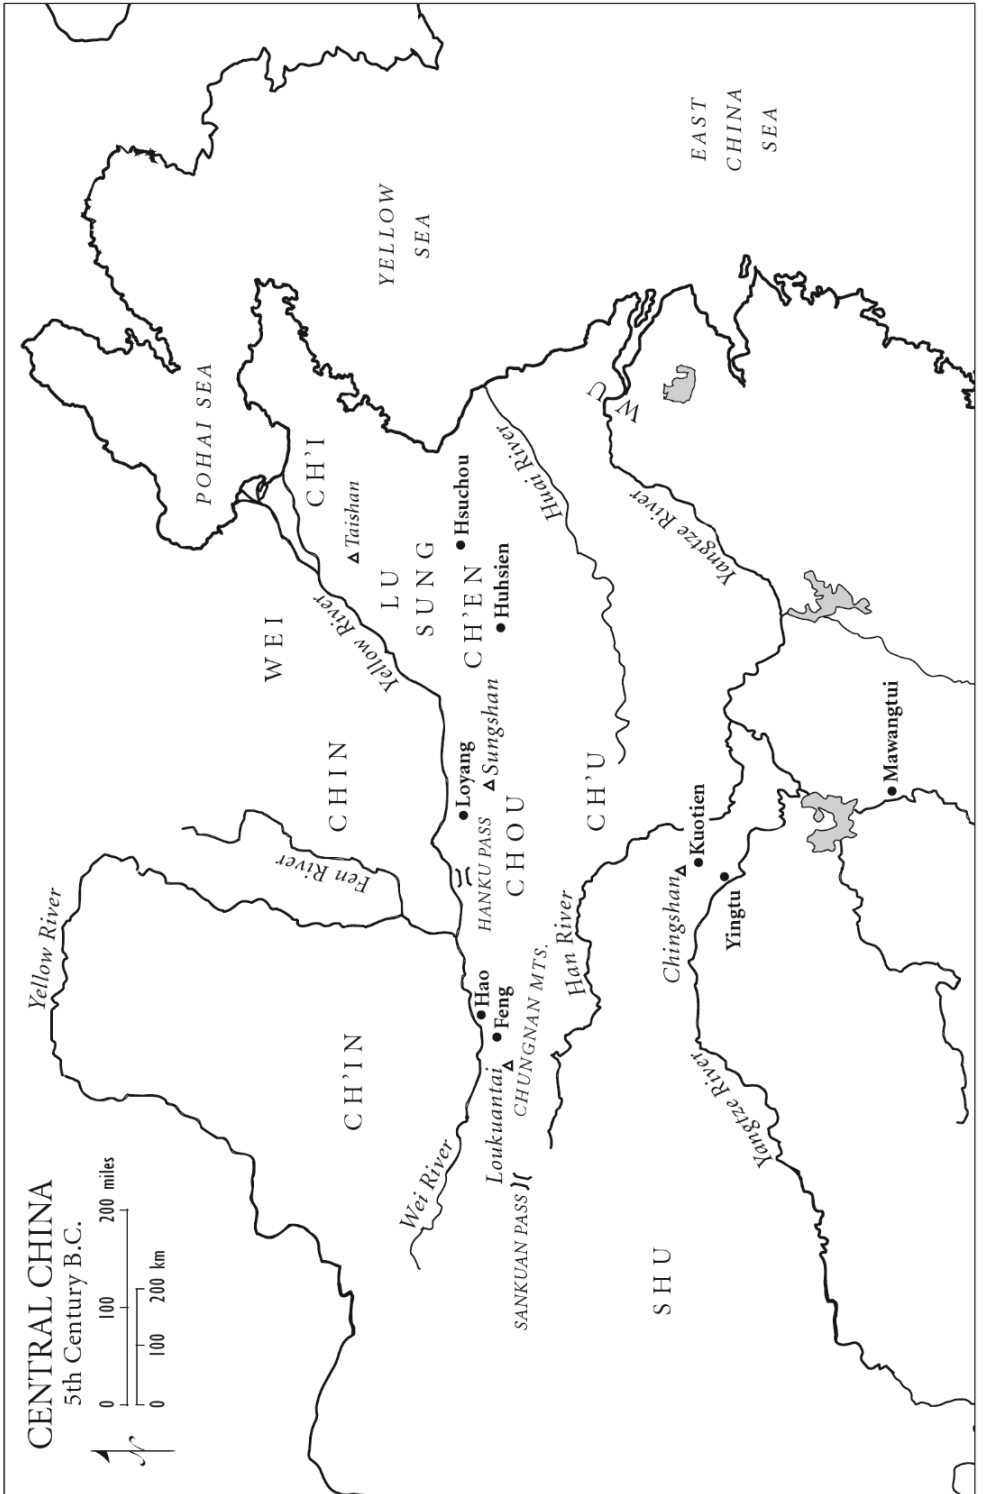 CENTRAL CHINA
5th Century B.C.
0 100 200 miles
0 100 200 km
N
Yellow River
Fen River
CHIN
WEI
POHAI SEA
CH'I
Taishan
YELLOW
SEA
EAST
CHINA
SEA
CH'IN
Wei River
Hao
Feng
Loukuantai
CHUNGNAN MTS.
SANKUAN PASS
HANKU PASS
CHOU
Loyang
Sungshan
Yellow River
LU
SUNG
CH'EN
Hsuchou
Huhsien
Huai River
WU
Yangtze River
CH'U
Han River
Chingshan
Kuotien
Yingtu
Mawangtui
SHU
Yangtze River